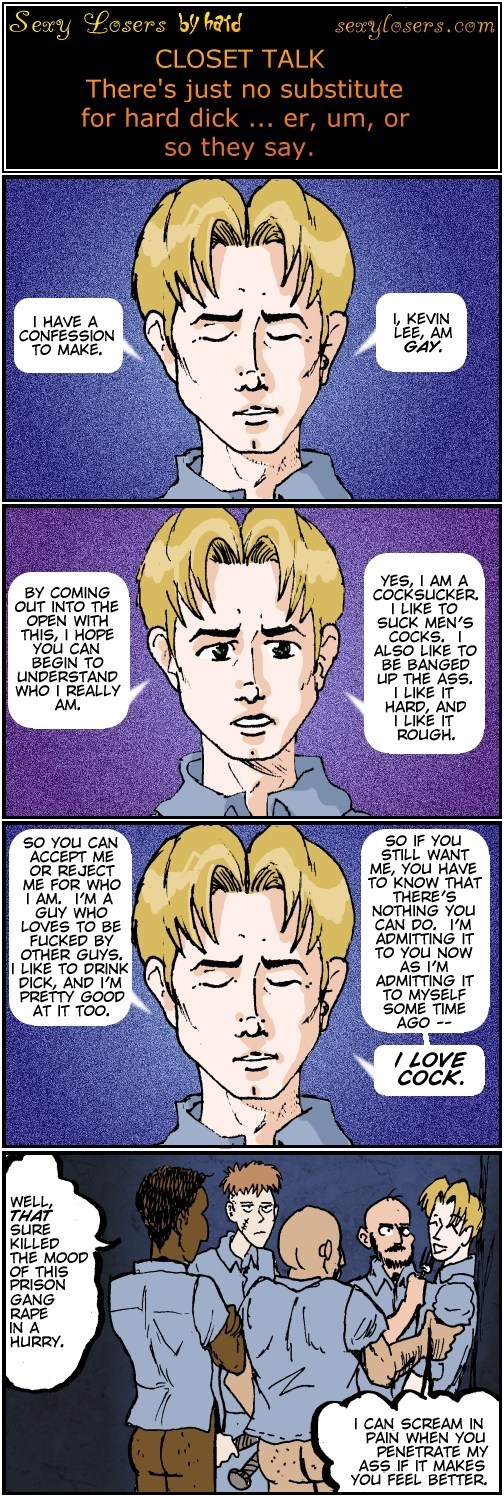 Sexy Losers by hard
sexylosers.com
CLOSET TALK
There's just no substitute
for hard dick ... er, um, or
so they say.
I HAVE A
CONFESSION
TO MAKE.
I, KEVIN
LEE, AM
GAY.
BY COMING
OUT INTO THE
OPEN WITH
THIS, I HOPE
YOU CAN
BEGIN TO
UNDERSTAND
WHO I REALLY
AM.
YES, I AM A
COCKSUCKER.
I LIKE TO
SUCK MEN'S
COCKS. I
ALSO LIKE TO
BE BANGED
UP THE ASS.
I LIKE IT
HARD, AND
I LIKE IT
ROUGH.
SO YOU CAN
ACCEPT ME
OR REJECT
ME FOR WHO
I AM. I'M A
GUY WHO
LOVES TO BE
FUCKED BY
OTHER GUYS.
I LIKE TO DRINK
DICK, AND I'M
PRETTY GOOD
AT IT TOO.
SO IF YOU
STILL WANT
ME, YOU HAVE
TO KNOW THAT
THERE'S
NOTHING YOU
CAN DO. I'M
ADMITTING IT
TO YOU NOW
AS I'M
ADMITTING IT
TO MYSELF
SOME TIME
AGO --
I LOVE
COCK.
WELL,
THAT
SURE
KILLED
THE MOOD
OF THIS
PRISON
GANG
RAPE
IN A
HURRY.
I CAN SCREAM IN
PAIN WHEN YOU
PENETRATE MY
ASS IF IT MAKES
YOU FEEL BETTER.